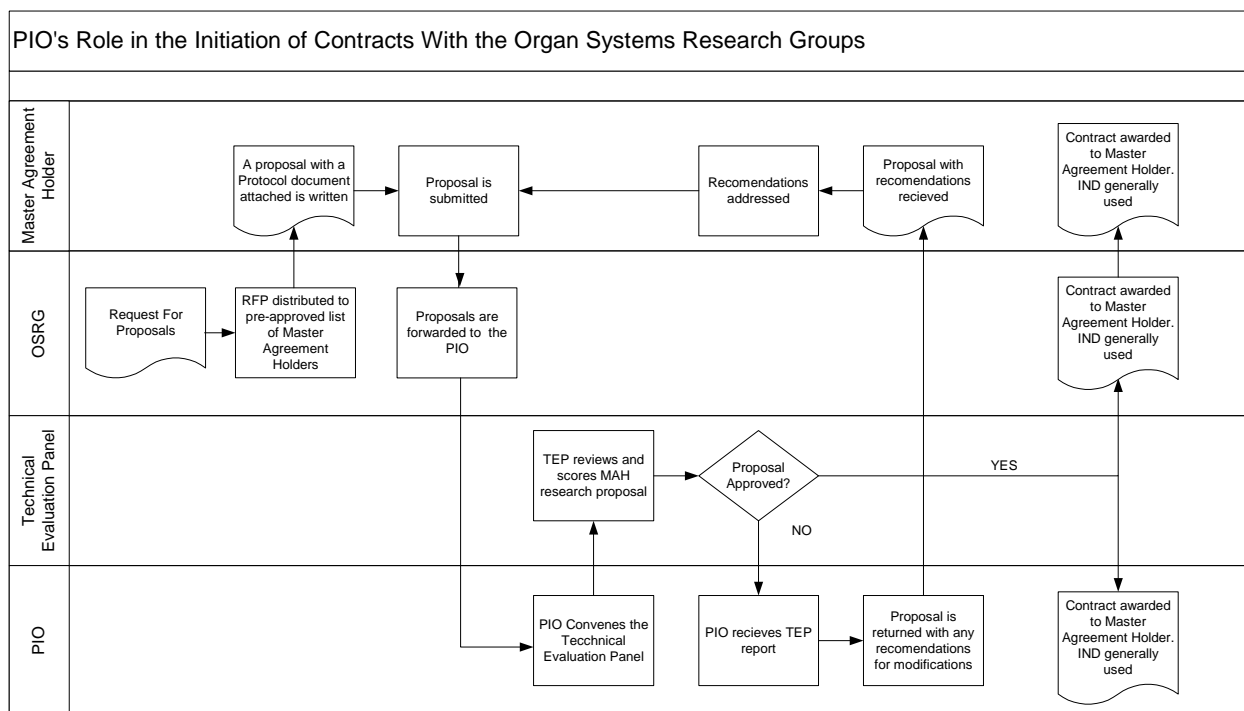 PIO's Role in the Initiation of Contracts With the Organ Systems Research Groups
Master Agreement
Holder
A proposal with a
Protocol document
attached is written
Proposal is
submitted
Recomendations
addressed
Proposal with
recomendations
recieved
Contract awarded
to Master
Agreement Holder.
IND generally
used
OSRG
Request For
Proposals
RFP distributed to
pre-approved list
of Master
Agreement
Holders
Proposals are
forwarded to the
PIO
Contract awarded
to Master
Agreement Holder.
IND generally
used
Technical
Evaluation Panel
TEP reviews and
scores MAH
research proposal
Proposal
Approved?
YES
NO
PIO
PIO Convenes the
Tecchnical
Evaluation Panel
PIO recieves TEP
report
Proposal is
returned with any
recomendations
for modifications
Contract awarded
to Master
Agreement Holder.
IND generally
used